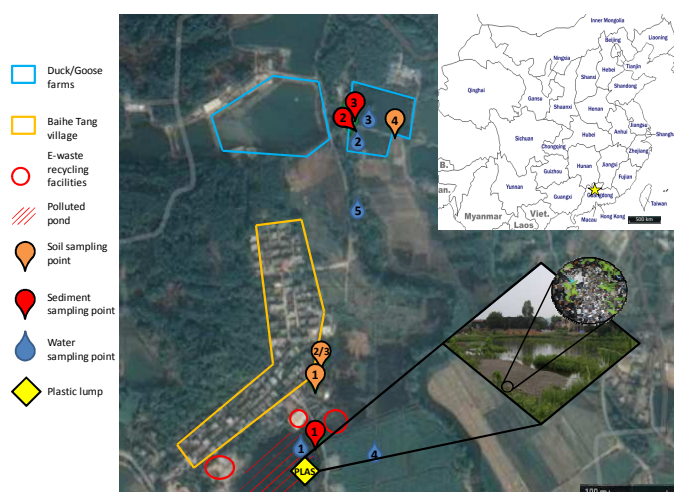 Duck/Goose
farms
Baihe Tang
village
E-waste
recycling
facilities
Polluted
pond
Soil sampling
point
Sediment
sampling point
Water
sampling point
Plastic lump
3
2
3
4
2
5
2/3
1
1
1
4
PLAS
Inner Mongolia
Liaoning
Beijing
Tianjin
Ningxia
Hebei
Shanxi
Shandong
Qinghai
Gansu
Shaanxi
Henan
Jiangsu
Anhui
Shangha
Sichuan
Hubei
Chongqing
Zhejiang
Hunan
Jiangxi
Guizhou
Fujian
Yunnan
Guangxi
Guangdong
Taiwan
B.
an.
Myanmar
Viet.
Laos
Macau
Hong Kong
500 km
100 m